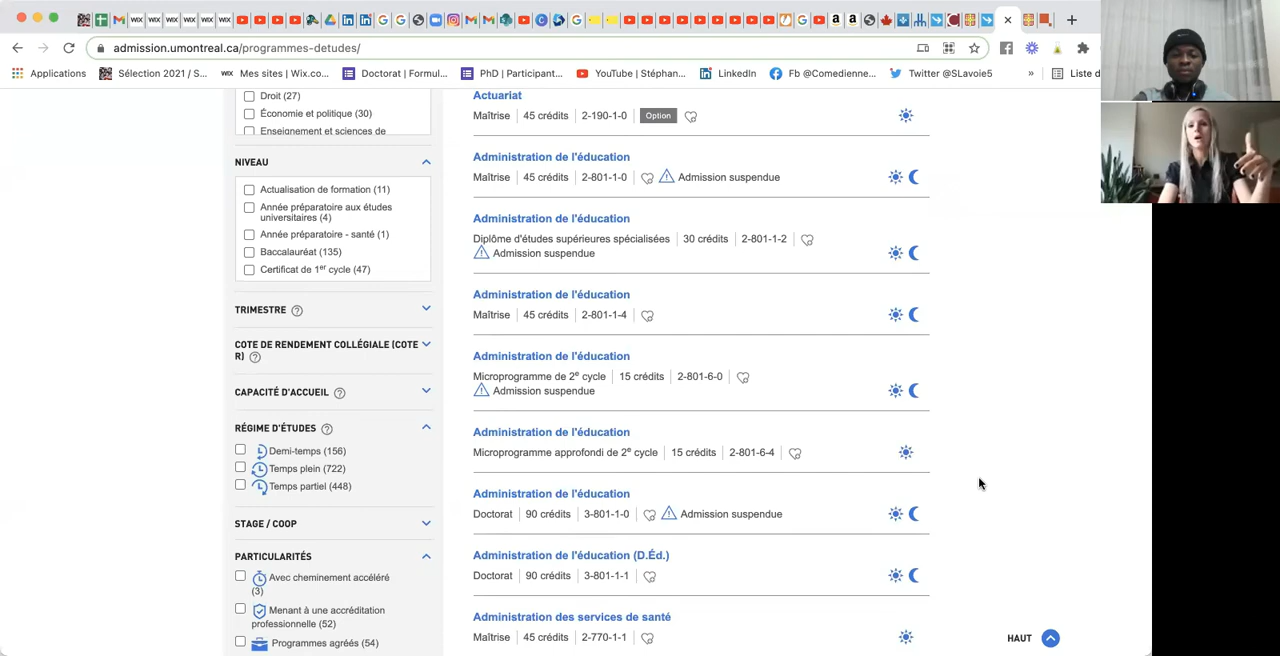 admission.umontreal.ca/programmes-detudes/
Applications
Sélection 2021 / S...
Mes sites | Wix.co...
Doctorat | Formul...
PhD | Participant...
YouTube | Stéphan...
LinkedIn
Fb @Comedienne...
Twitter @SLavoie5
»
Liste d
Droit (27)
Économie et politique (30)
Enseignement et sciences de
NIVEAU
Actualisation de formation (11)
Année préparatoire aux études
universitaires (4)
Année préparatoire - santé (1)
Baccalauréat (135)
Certificat de 1er cycle (47)
TRIMESTRE
COTE DE RENDEMENT COLLÉGIALE (COTE
R)
CAPACITÉ D'ACCUEIL
RÉGIME D'ÉTUDES
Demi-temps (156)
Temps plein (722)
Temps partiel (448)
STAGE / COOP
PARTICULARITÉS
Avec cheminement accéléré
(3)
Menant à une accréditation
professionnelle (52)
Programmes agréés (54)
Actuariat
Maîtrise | 45 crédits | 2-190-1-0 | Option
Administration de l'éducation
Maîtrise | 45 crédits | 2-801-1-0 | Admission suspendue
Administration de l'éducation
Diplôme d'études supérieures spécialisées | 30 crédits | 2-801-1-2
Admission suspendue
Administration de l'éducation
Maîtrise | 45 crédits | 2-801-1-4
Administration de l'éducation
Microprogramme de 2e cycle | 15 crédits | 2-801-6-0
Admission suspendue
Administration de l'éducation
Microprogramme approfondi de 2e cycle | 15 crédits | 2-801-6-4
Administration de l'éducation
Doctorat | 90 crédits | 3-801-1-0 | Admission suspendue
Administration de l'éducation (D.Éd.)
Doctorat | 90 crédits | 3-801-1-1
Administration des services de santé
Maîtrise | 45 crédits | 2-770-1-1
HAUT